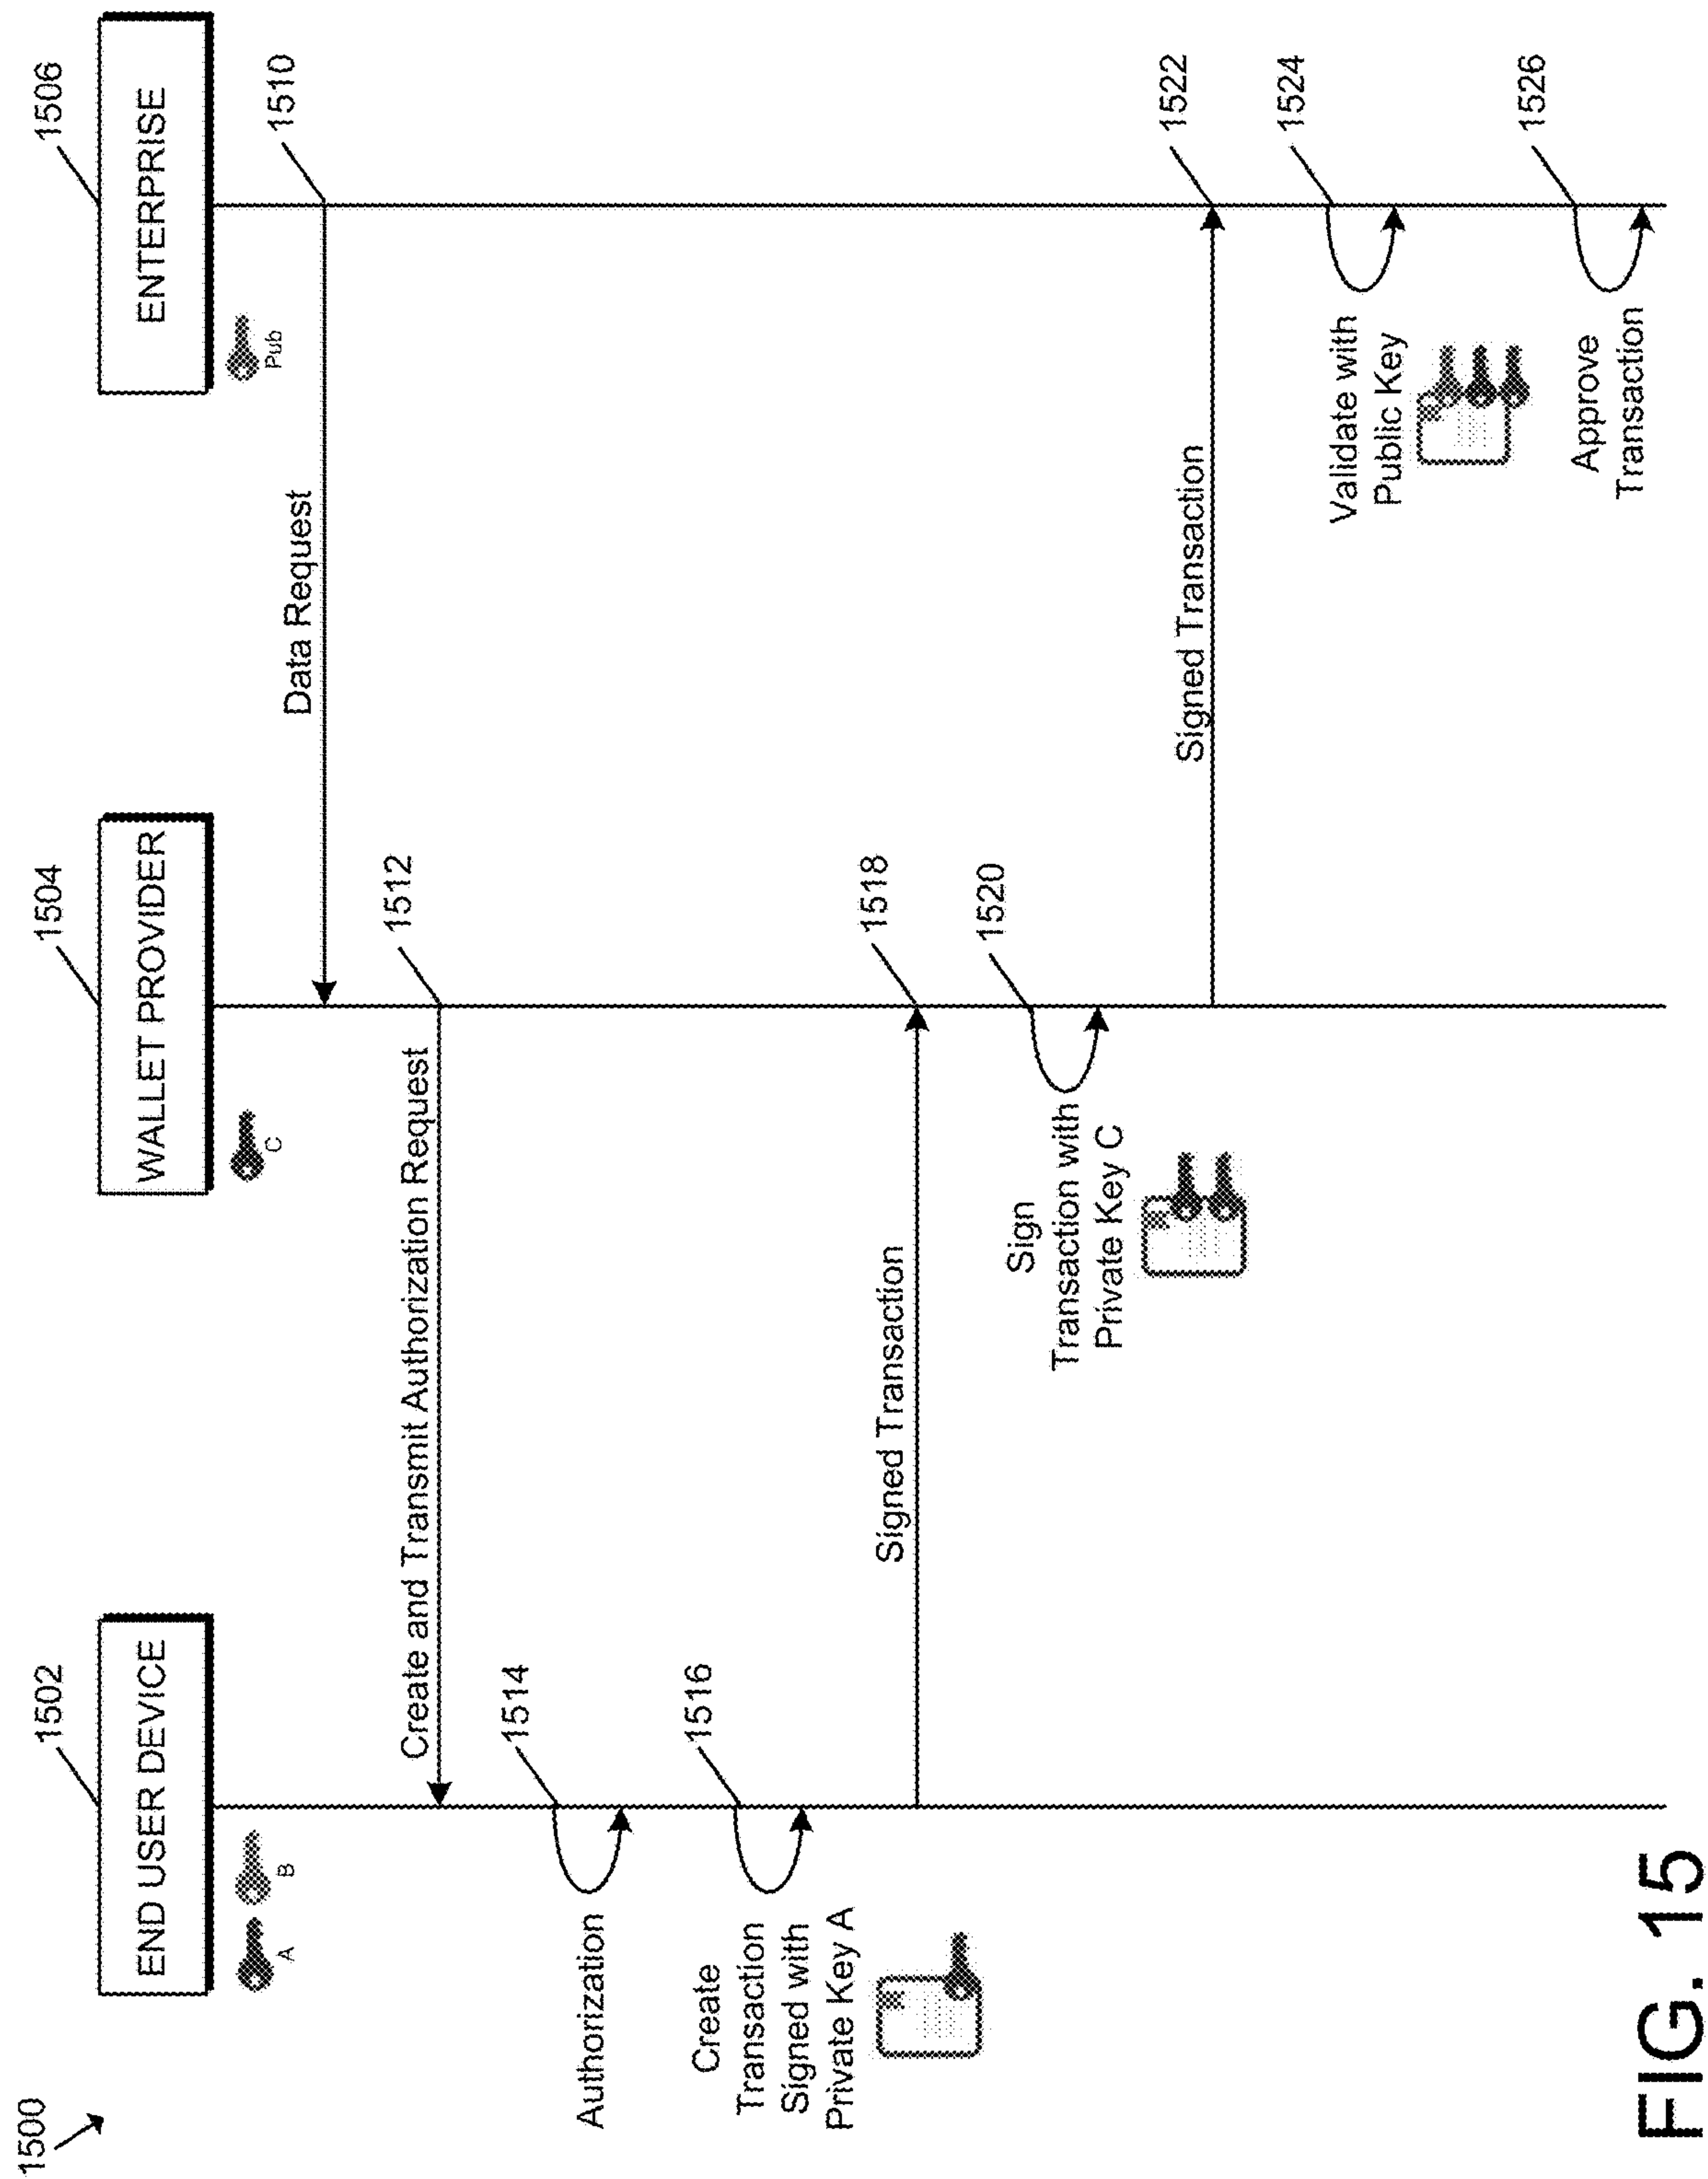 1500
1502
1504
1506
END USER DEVICE
WALLET PROVIDER
ENTERPRISE
A
B
C
Pub
1510
Data Request
1512
Create and Transmit Authorization Request
1514
Authorization
1516
Create
Transaction
Signed with
Private Key A
1518
Signed Transaction
1520
Sign
Transaction with
Private Key C
1522
Signed Transaction
1524
Validate with
Public Key
1526
Approve
Transaction
FIG. 15